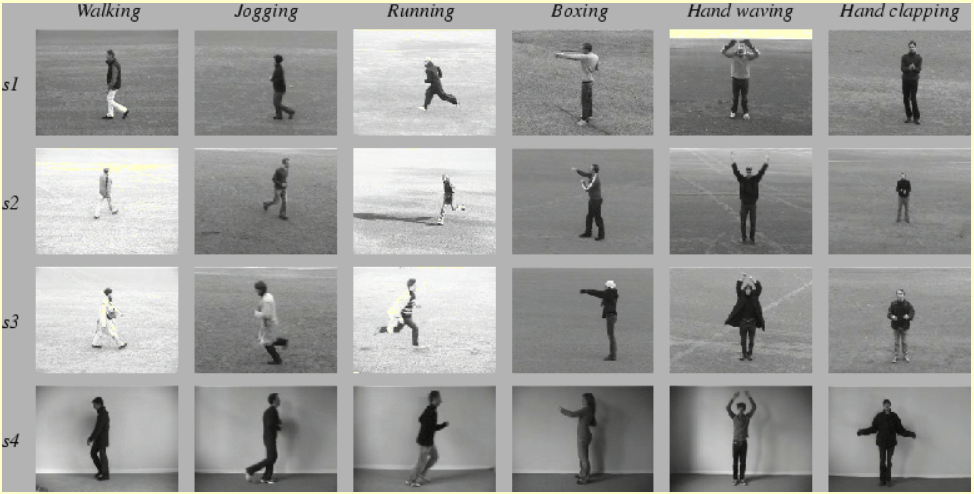 Walking Jogging Running Boxing Hand waving Hand clapping
s1
s2
s3
s4